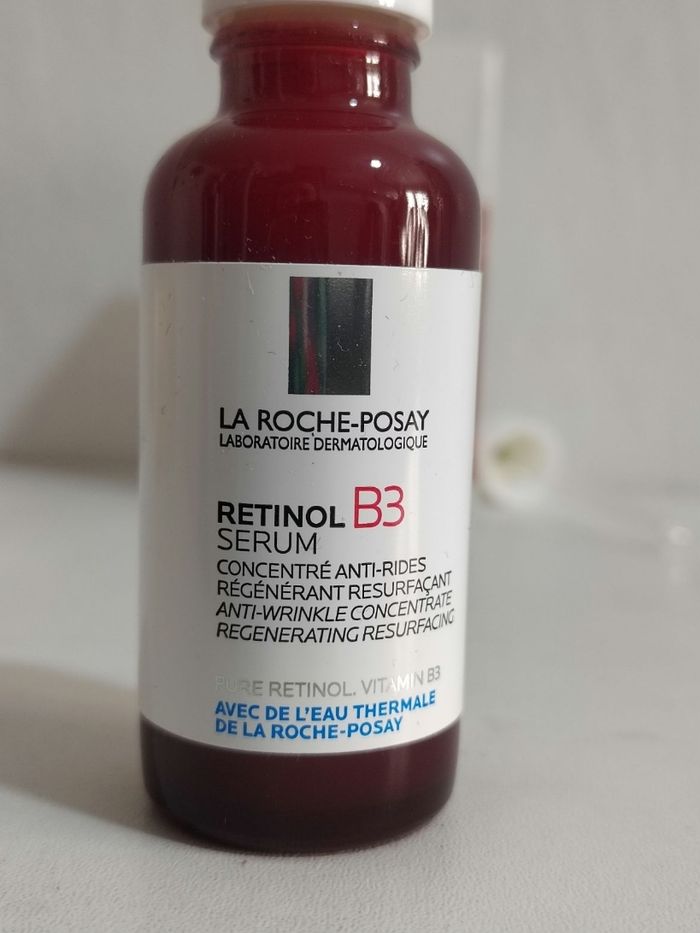 LA ROCHE-POSAY
LABORATOIRE DERMATOLOGIQUE
RETINOL B3
SERUM
CONCENTRÉ ANTI-RIDES
RÉGÉNÉRANT RESURFAÇANT
ANTI-WRINKLE CONCENTRATE
REGENERATING RESURFACING
PURE RETINOL. VITAMIN B3
AVEC DE L'EAU THERMALE
DE LA ROCHE-POSAY